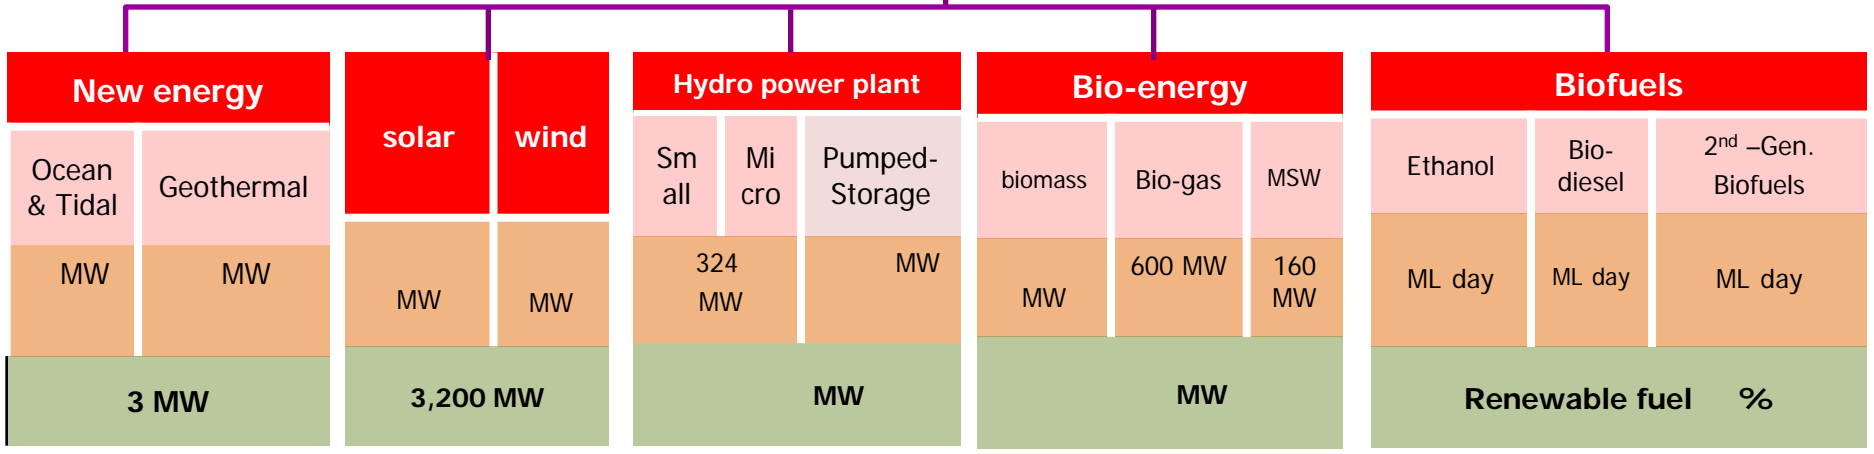 New energy
Ocean
& Tidal
Geothermal
MW
MW
3 MW
solar
wind
MW
MW
3,200 MW
Hydro power plant
Sm
all
Mi
cro
Pumped-
Storage
324
MW
MW
MW
Bio-energy
biomass
Bio-gas
MSW
MW
600 MW
160
MW
MW
Biofuels
Ethanol
Bio-
diesel
2nd –Gen.
Biofuels
ML day
ML day
ML day
Renewable fuel %